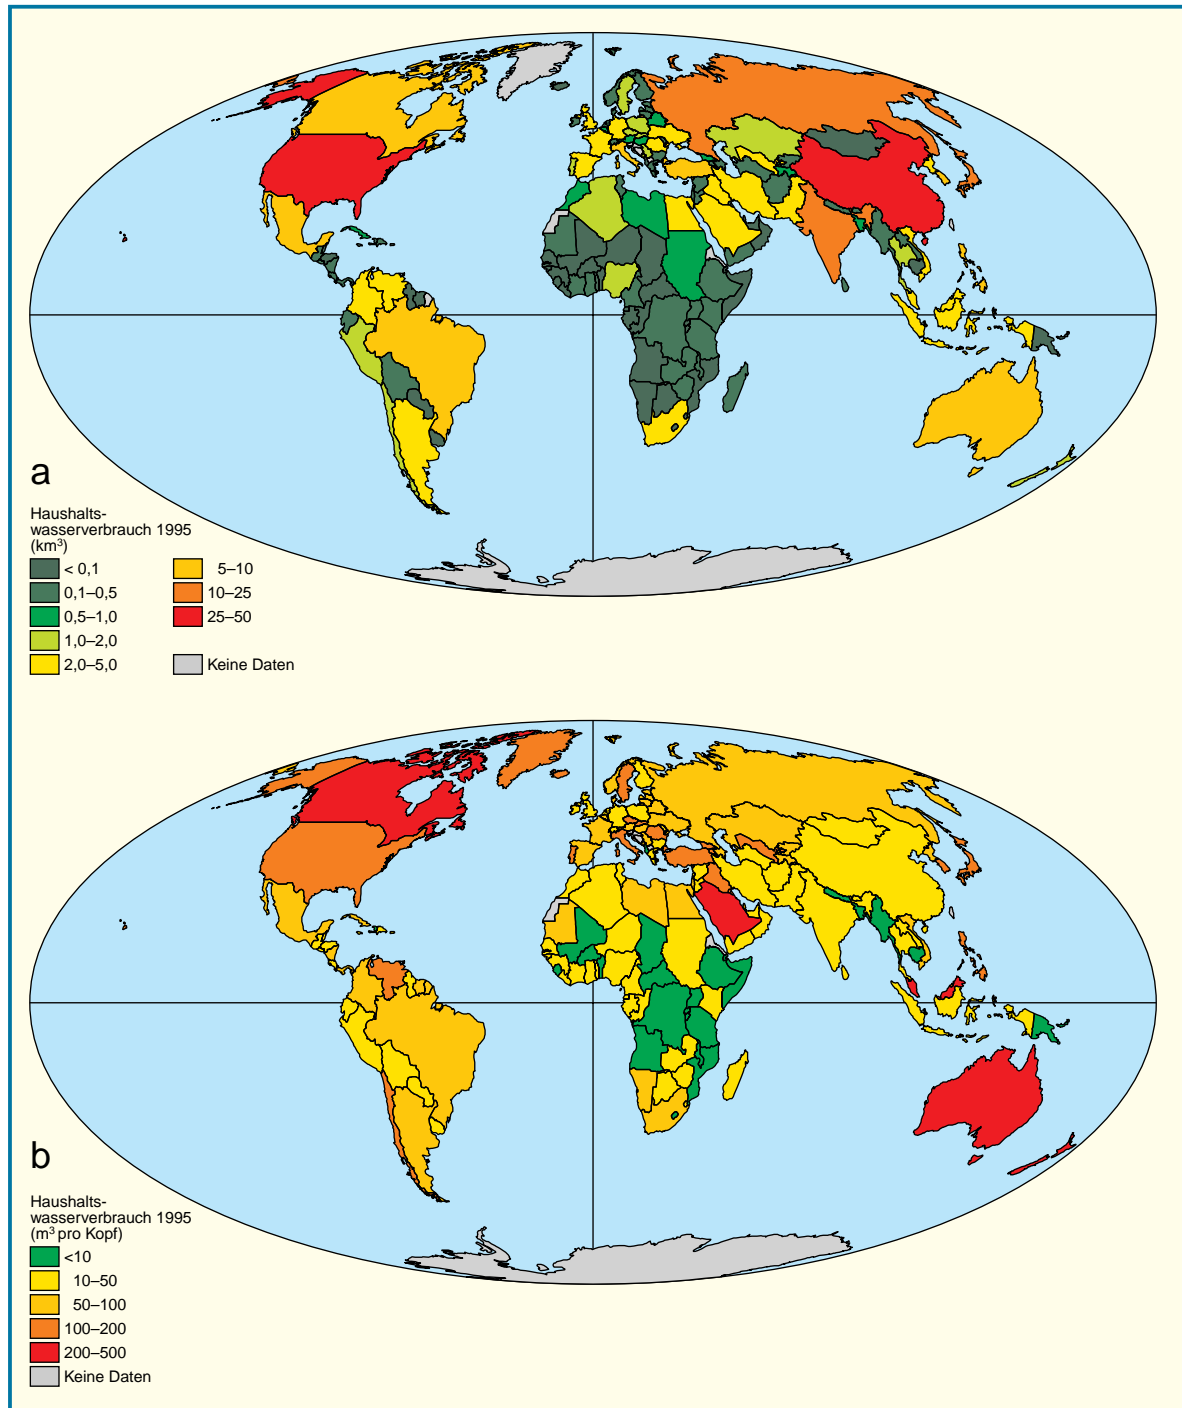 a
Haushalts-
wasserverbrauch 1995
(km³)
< 0,1
0,1–0,5
0,5–1,0
1,0–2,0
2,0–5,0
5–10
10–25
25–50
Keine Daten
b
Haushalts-
wasserverbrauch 1995
(m³ pro Kopf)
<10
10–50
50–100
100–200
200–500
Keine Daten